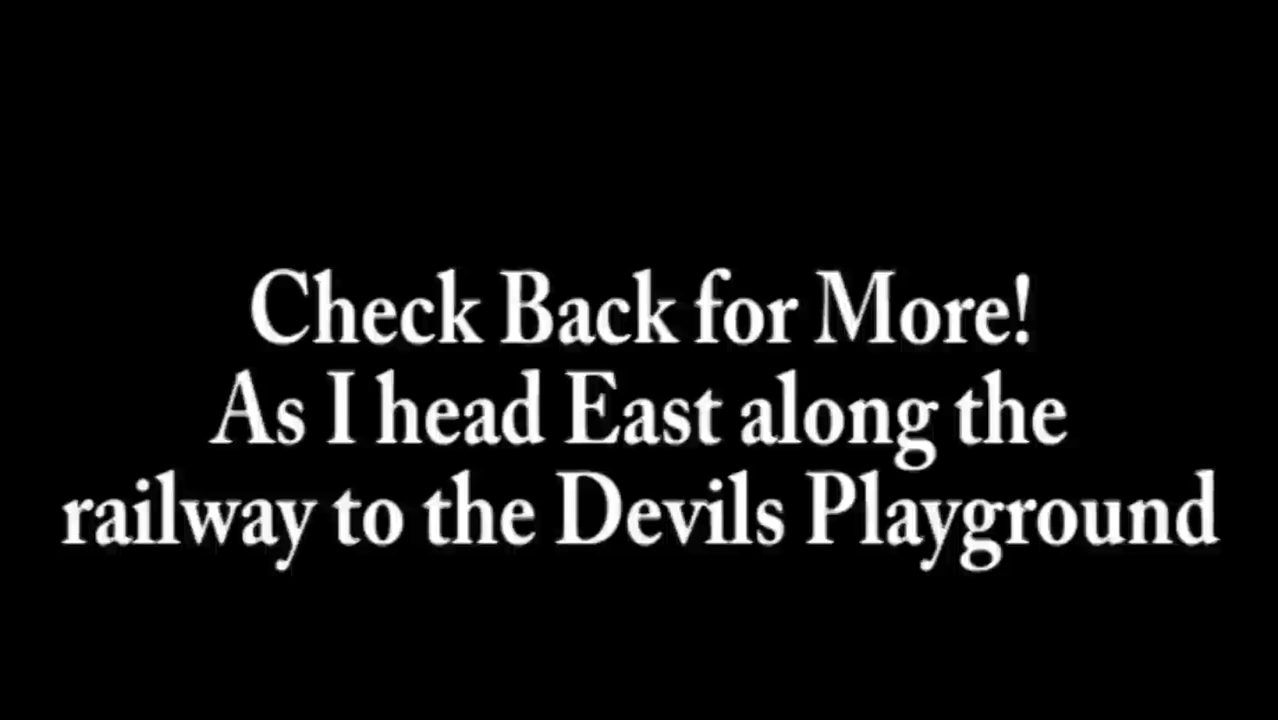 Check Back for More!
As I head East along the
railway to the Devils Playground